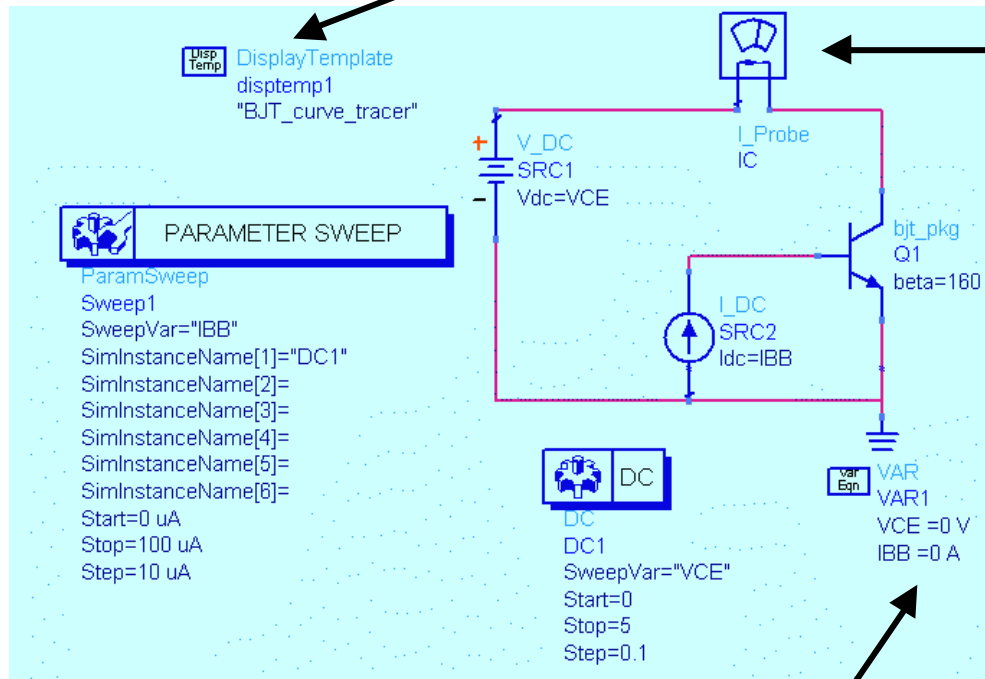 Disp
Temp
DisplayTemplate
disptemp1
"BJT_curve_tracer"
I_Probe
IC
+
V_DC
SRC1
Vdc=VCE
-
PARAMETER SWEEP
ParamSweep
Sweep1
SweepVar="IBB"
SimInstanceName[1]="DC1"
SimInstanceName[2]=
SimInstanceName[3]=
SimInstanceName[4]=
SimInstanceName[5]=
SimInstanceName[6]=
Start=0 uA
Stop=100 uA
Step=10 uA
bjt_pkg
Q1
beta=160
I_DC
SRC2
Idc=IBB
DC
DC
DC1
SweepVar="VCE"
Start=0
Stop=5
Step=0.1
Var
Eqn
VAR
VAR1
VCE =0 V
IBB =0 A